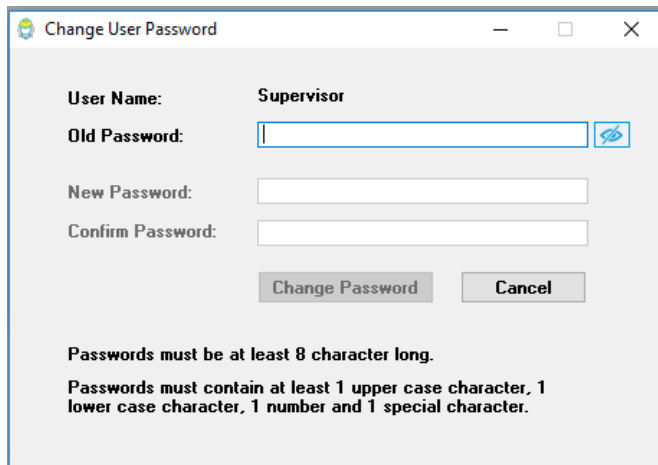 Change User Password
User Name: Supervisor
Old Password:
New Password:
Confirm Password:
Change Password Cancel
Passwords must be at least 8 character long.
Passwords must contain at least 1 upper case character, 1
lower case character, 1 number and 1 special character.